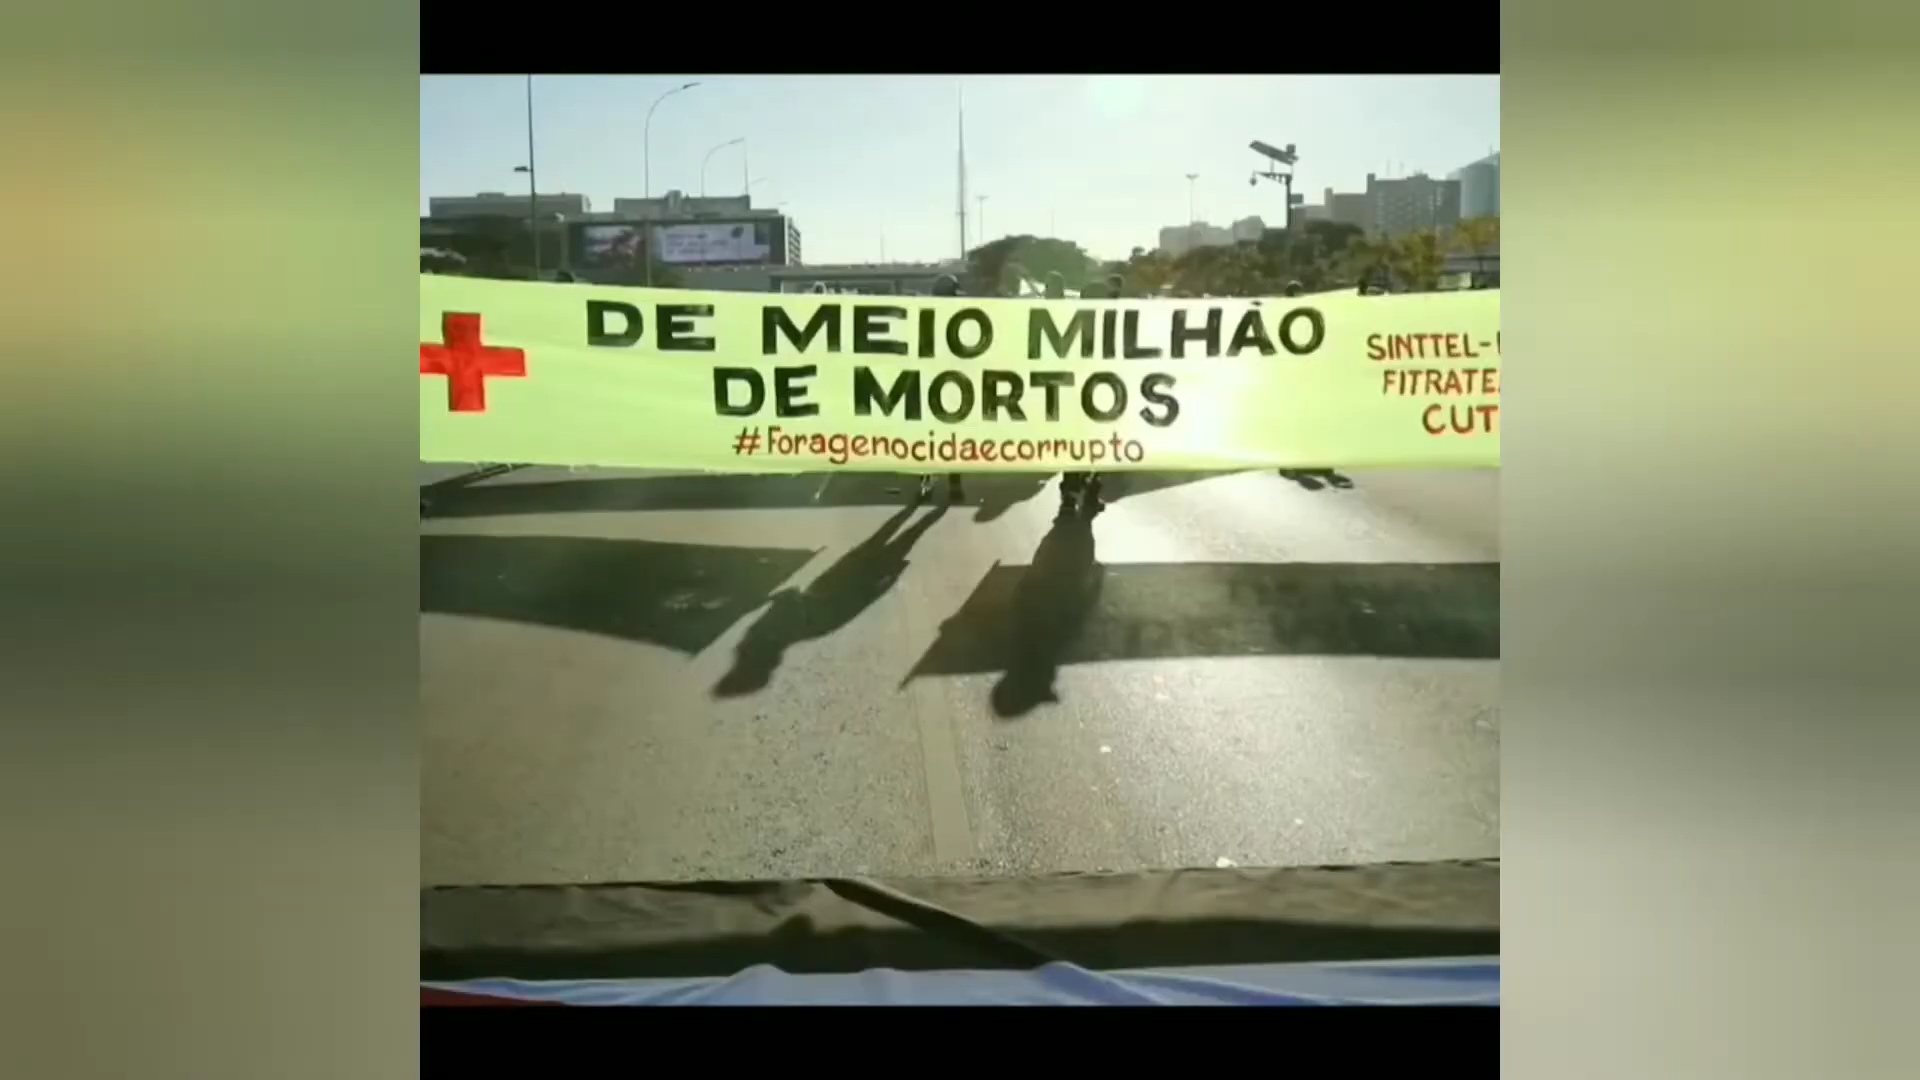 DE MEIO MILHÃO
DE MORTOS
#Foragenocidaecorrupto
SINTTEL-
FITRATE
CUT